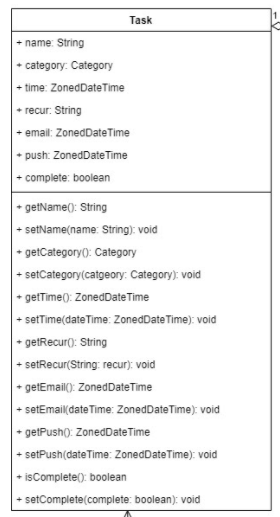 1
Task
+ name: String
+ category: Category
+ time: ZonedDateTime
+ recur: String
+ email: ZonedDateTime
+ push: ZonedDateTime
+ complete: boolean
+ getName(): String
+ setName(name: String): void
+ getCategory(): Category
+ setCategory(catgeory: Category): void
+ getTime(): ZonedDateTime
+ setTime(dateTime: ZonedDateTime): void
+ getRecur(): String
+ setRecur(String: recur): void
+ getEmail(): ZonedDateTime
+ setEmail(dateTime: ZonedDateTime): void
+ getPush(): ZonedDateTime
+ setPush(dateTime: ZonedDateTime): void
+ isComplete(): boolean
+ setComplete(complete: boolean): void